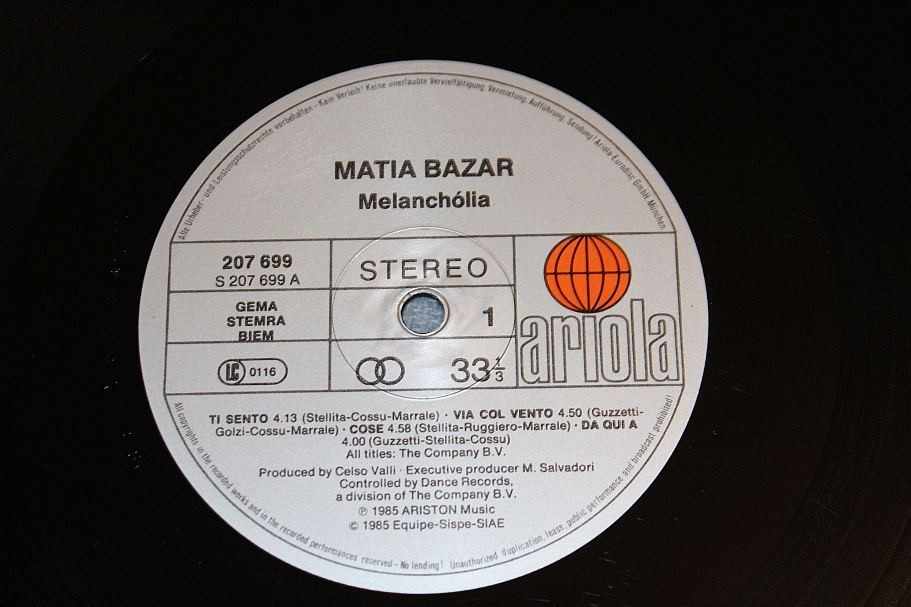 Alle Urheber- und Leistungsschutzrechte vorbehalten – Kein Verleih! Keine unerlaubte Vervielfältigung, Vermietung, Aufführung, Sendung! Ariola-Eurodisc GmbH, München
MATIA BAZAR
Melanchólia
207 699
S 207 699 A
STEREO
GEMA
STEMRA
BIEM
1
LC 0116
33 1/3
ariola
TI SENTO 4.13 (Stellita-Cossu-Marrale) · VIA COL VENTO 4.50 (Guzzetti-
Golzi-Cossu-Marrale) · COSE 4.58 (Stellita-Ruggiero-Marrale) · DA QUI A
4.00 (Guzzetti-Stellita-Cossu)
All titles: The Company B.V.
Produced by Celso Valli · Executive producer M. Salvadori
Controlled by Dance Records,
a division of The Company B.V.
℗ 1985 ARISTON Music
© 1985 Equipe-Sispe-SIAE
All copyrights in the recorded works and in the recorded performances reserved – No lending! Unauthorized duplication, lease, public performance and broadcast prohibited!